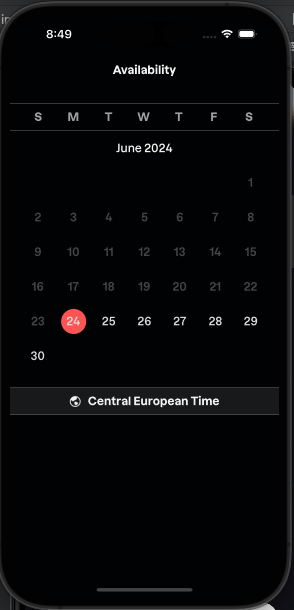 8:49
Availability
S M T W T F S
June 2024
1
2 3 4 5 6 7 8
9 10 11 12 13 14 15
16 17 18 19 20 21 22
23 24 25 26 27 28 29
30
Central European Time